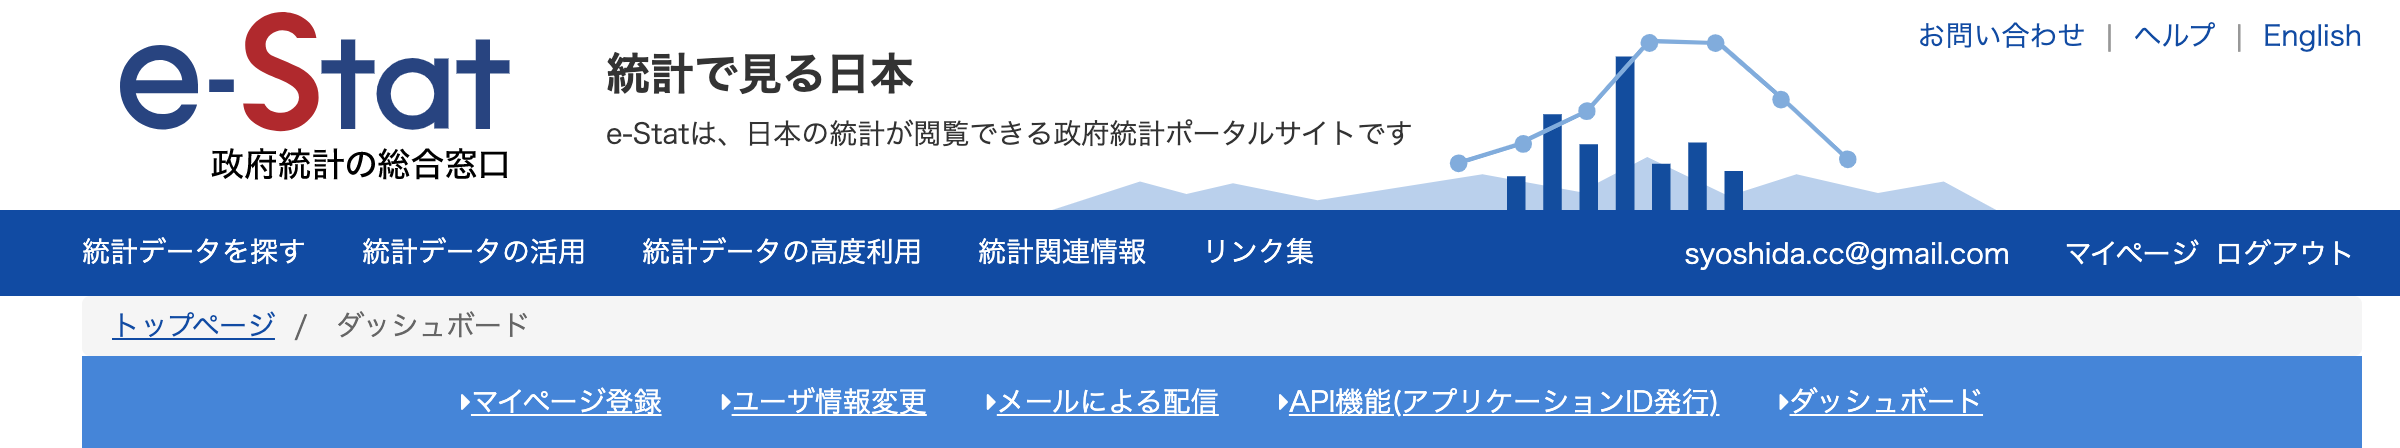 e-Stat
政府統計の総合窓口
統計で見る日本
e-Statは、日本の統計が閲覧できる政府統計ポータルサイトです
お問い合わせ | ヘルプ | English
統計データを探す 統計データの活用 統計データの高度利用 統計関連情報 リンク集 syoshida.cc@gmail.com マイページ ログアウト
トップページ / ダッシュボード
マイページ登録 ユーザ情報変更 メールによる配信 API機能(アプリケーションID発行) ダッシュボード